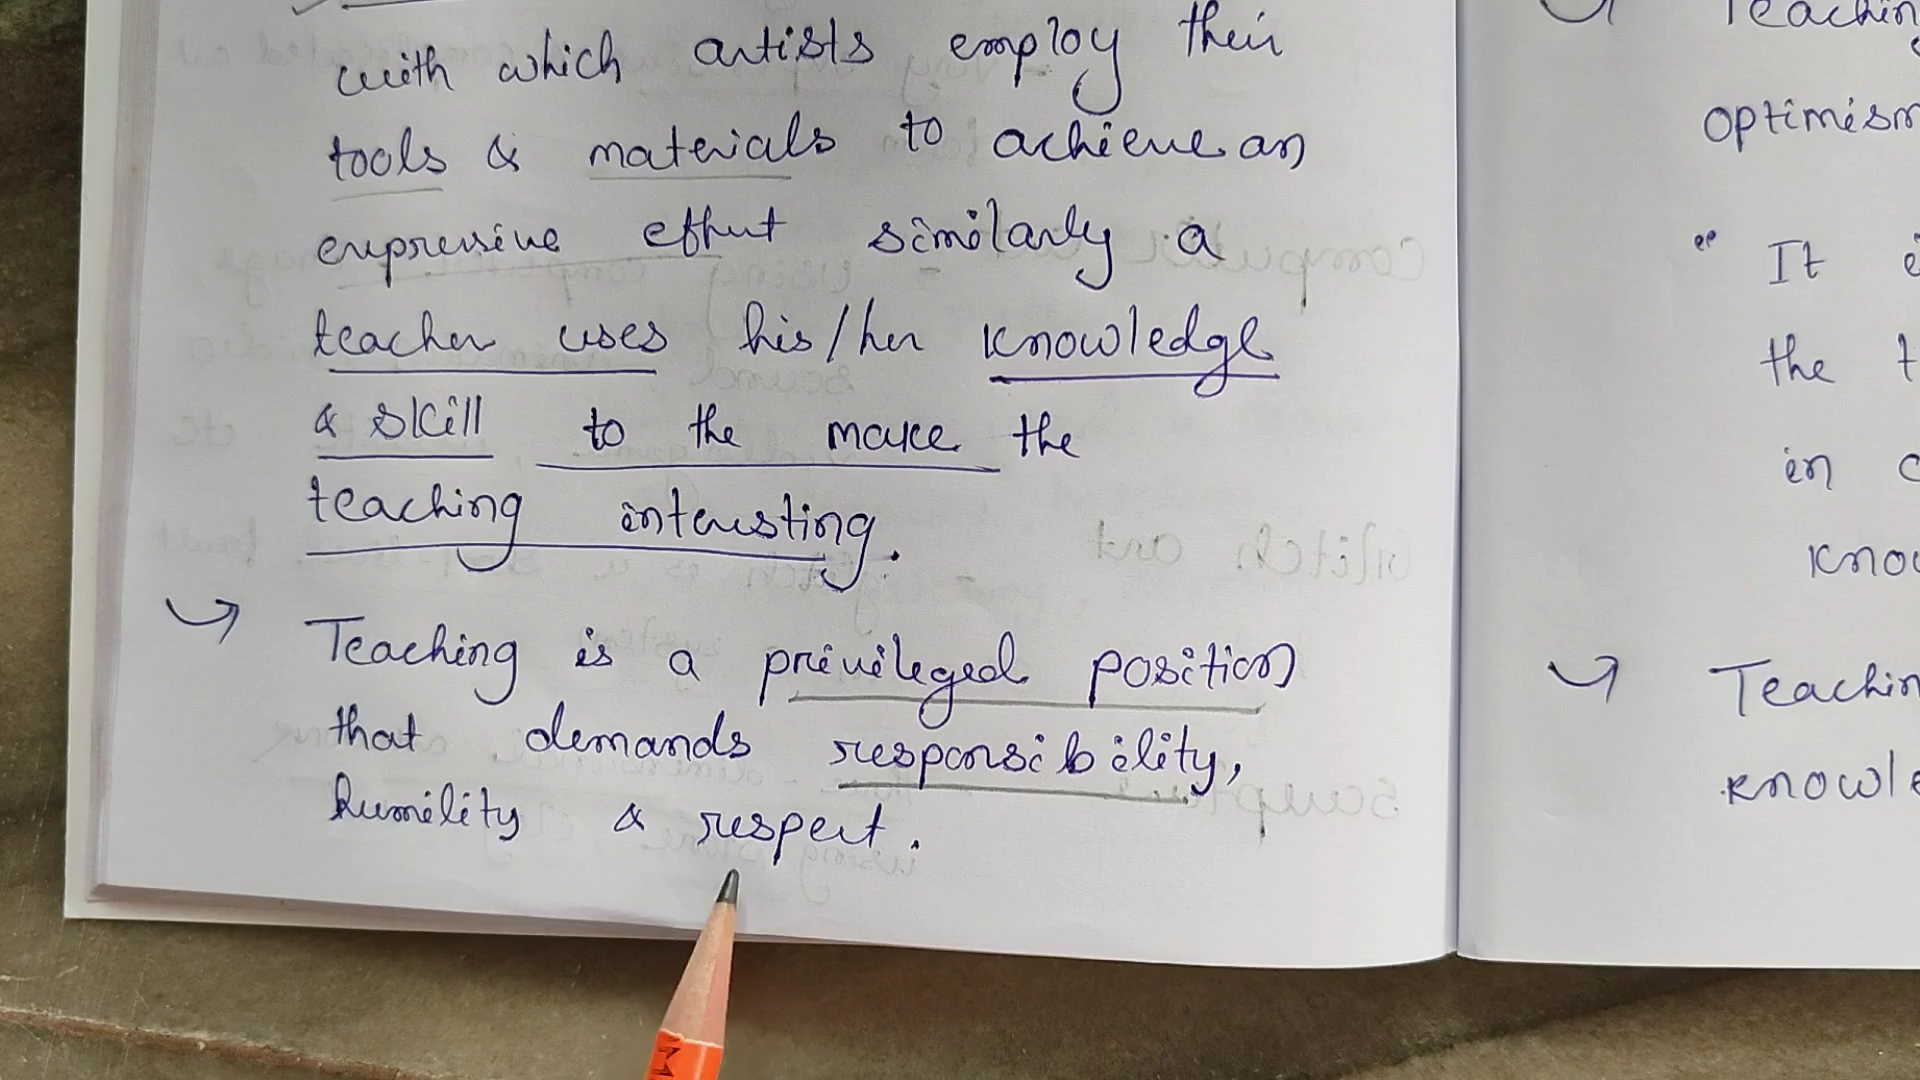 with which artists employ their
tools & materials to achieve an
expressive effect similarly a
teacher uses his/her knowledge
& skill to the make the
teaching interesting.
Teaching is a privileged position
that demands responsibility,
humility & respect.
Teachin
optimism
" It
the t
in c
know
Teachin
knowle